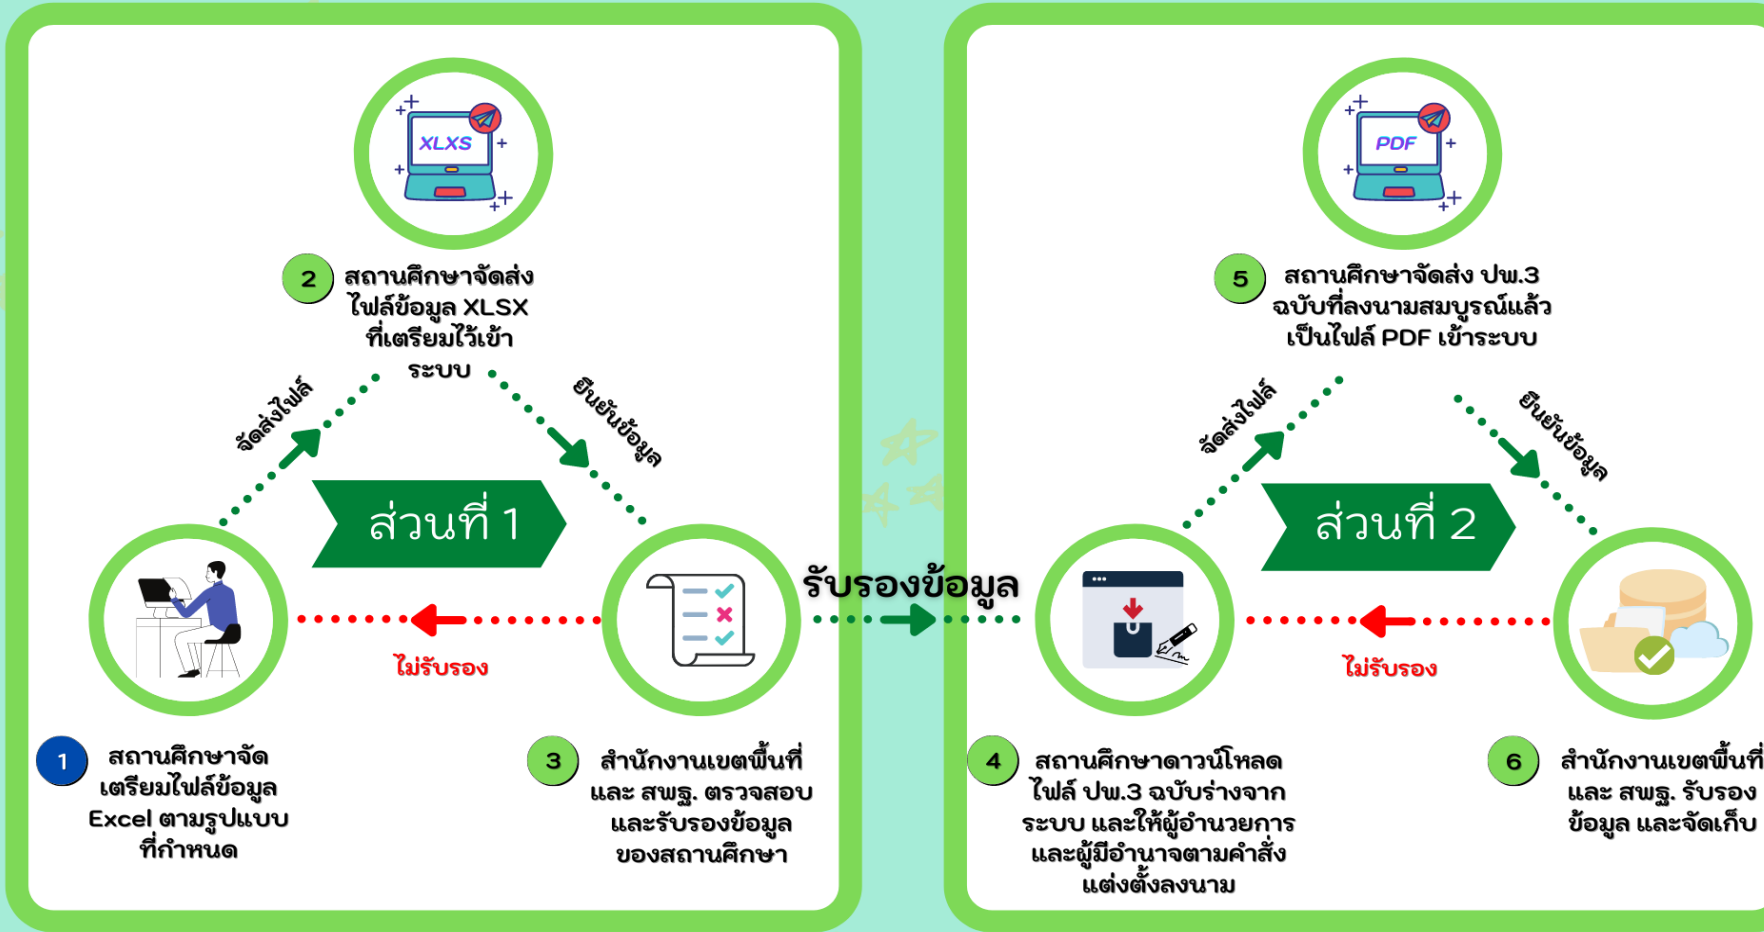 XLXS
2
สถานศึกษาจัดส่ง
ไฟล์ข้อมูล XLSX
ที่เตรียมไว้เข้า
ระบบ
จัดส่งไฟล์
ยืนยันข้อมูล
ส่วนที่ 1
ไม่รับรอง
1
สถานศึกษาจัด
เตรียมไฟล์ข้อมูล
Excel ตามรูปแบบ
ที่กำหนด
3
สำนักงานเขตพื้นที่
และ สพฐ. ตรวจสอบ
และรับรองข้อมูล
ของสถานศึกษา
รับรองข้อมูล
PDF
5
สถานศึกษาจัดส่ง ปพ.3
ฉบับที่ลงนามสมบูรณ์แล้ว
เป็นไฟล์ PDF เข้าระบบ
จัดส่งไฟล์
ยืนยันข้อมูล
ส่วนที่ 2
ไม่รับรอง
4
สถานศึกษาดาวน์โหลด
ไฟล์ ปพ.3 ฉบับร่างจาก
ระบบ และให้ผู้อำนวยการ
และผู้มีอำนาจตามคำสั่ง
แต่งตั้งลงนาม
6
สำนักงานเขตพื้นที่
และ สพฐ. รับรอง
ข้อมูล และจัดเก็บ